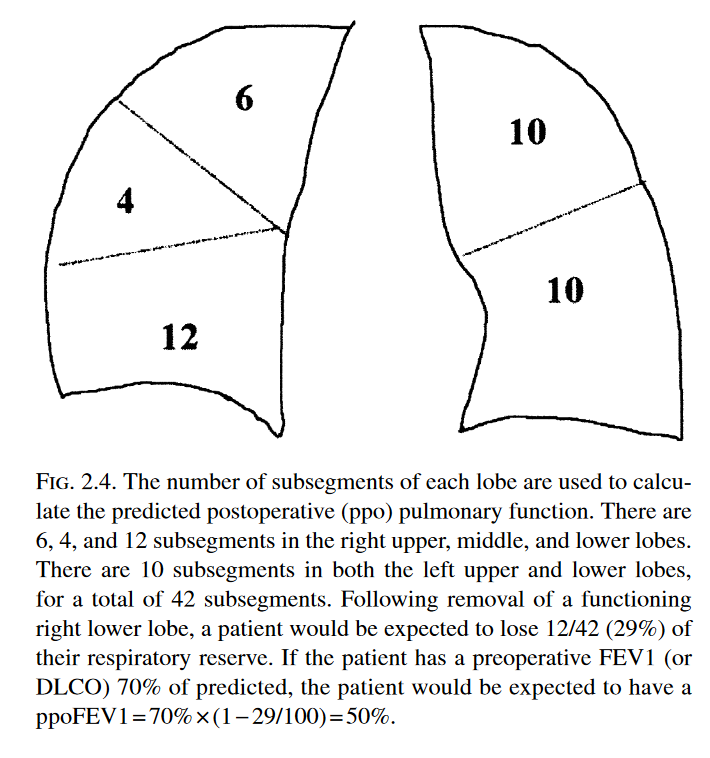 6
10
4
10
12
FIG. 2.4. The number of subsegments of each lobe are used to calcu-
late the predicted postoperative (ppo) pulmonary function. There are
6, 4, and 12 subsegments in the right upper, middle, and lower lobes.
There are 10 subsegments in both the left upper and lower lobes,
for a total of 42 subsegments. Following removal of a functioning
right lower lobe, a patient would be expected to lose 12/42 (29%) of
their respiratory reserve. If the patient has a preoperative FEV1 (or
DLCO) 70% of predicted, the patient would be expected to have a
ppoFEV1=70%×(1−29/100)=50%.